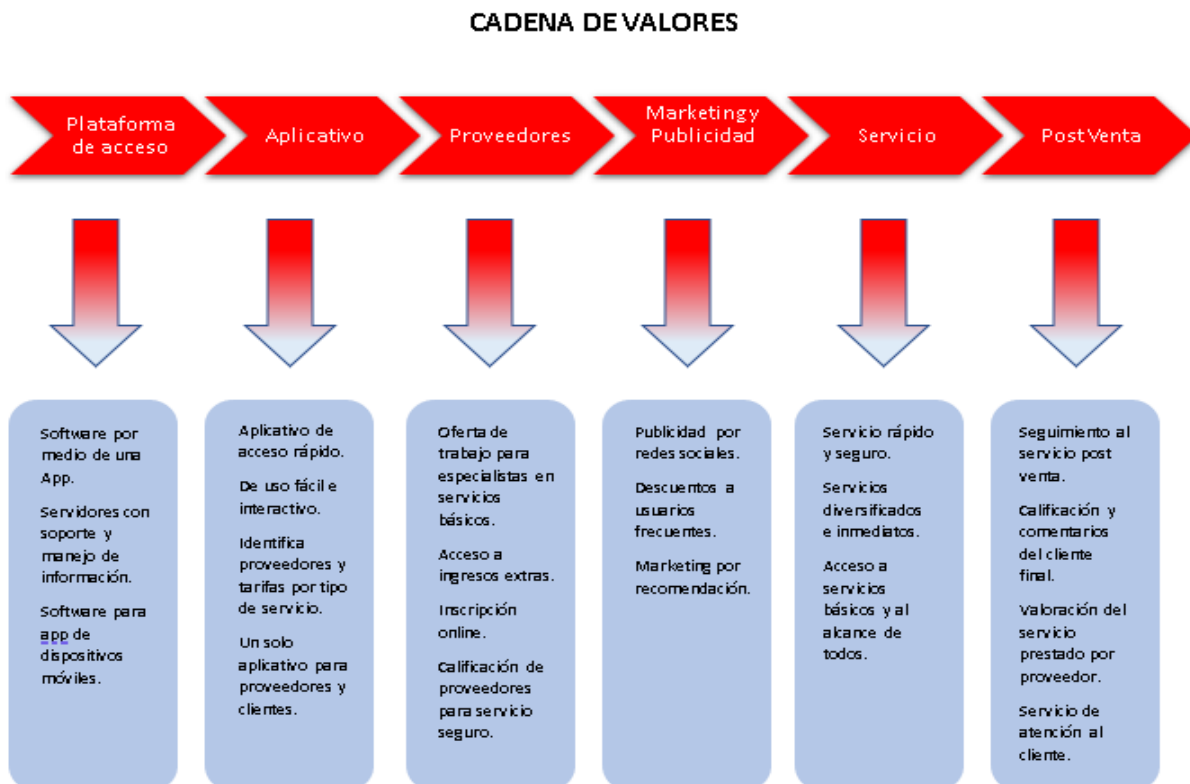 CADENA DE VALORES
Plataforma
de acceso
Aplicativo
Proveedores
Marketing y
Publicidad
Servicio
Post Venta
Software por
medio de una
App.
Servidores con
soporte y
manejo de
información.
Software para
app de
dispositivos
móviles.
Aplicativo de
acceso rápido.
De uso fácil e
interactivo.
Identifica
proveedores y
tarifas por tipo
de servicio.
Un solo
aplicativo para
proveedores y
clientes.
Oferta de
trabajo para
especialistas en
servicios
básicos.
Acceso a
ingresos extras.
Inscripción
online.
Calificación de
proveedores
para servicio
seguro.
Publicidad por
redes sociales.
Descuentos a
usuarios
frecuentes.
Marketing por
recomendación.
Servicio rápido
y seguro.
Servicios
diversificados
e inmediatos.
Acceso a
servicios
básicos y al
alcance de
todos.
Seguimiento al
servicio post
venta.
Calificación y
comentarios
del cliente
final.
Valoración del
servicio
prestado por
proveedor.
Servicio de
atención al
cliente.